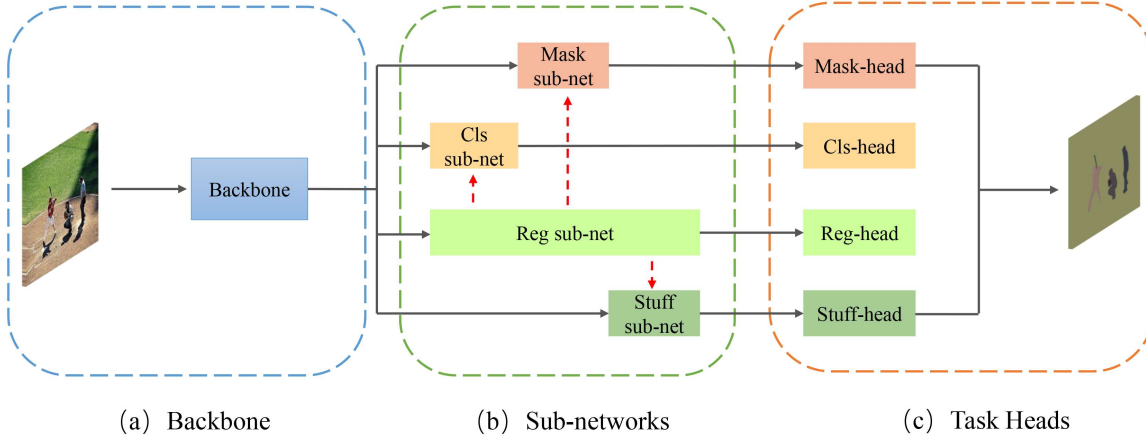 Mask
sub-net
Mask-head
Cls
sub-net
Cls-head
Backbone
Reg sub-net
Reg-head
Stuff
sub-net
Stuff-head
(a) Backbone
(b) Sub-networks
(c) Task Heads